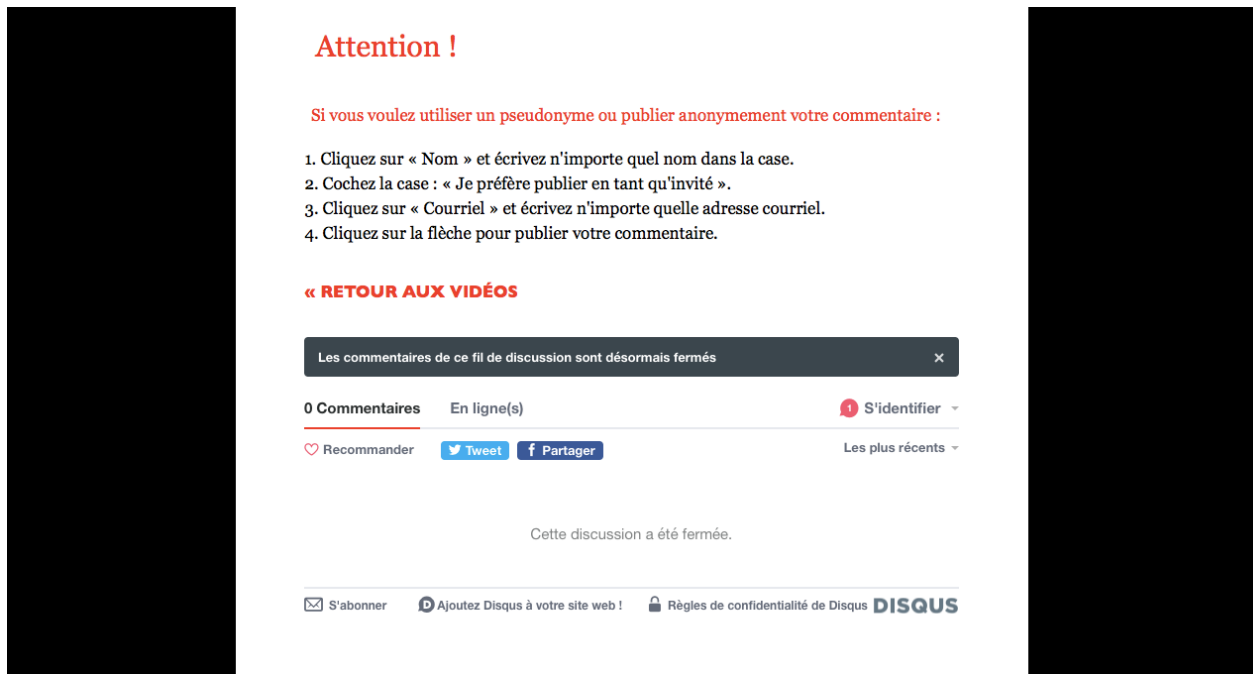 Attention !
Si vous voulez utiliser un pseudonyme ou publier anonymement votre commentaire :
1. Cliquez sur « Nom » et écrivez n'importe quel nom dans la case.
2. Cochez la case : « Je préfère publier en tant qu'invité ».
3. Cliquez sur « Courriel » et écrivez n'importe quelle adresse courriel.
4. Cliquez sur la flèche pour publier votre commentaire.
« RETOUR AUX VIDÉOS
Les commentaires de ce fil de discussion sont désormais fermés ×
0 Commentaires En ligne(s) 1 S'identifier
Recommander Tweet f Partager Les plus récents
Cette discussion a été fermée.
S'abonner D Ajoutez Disqus à votre site web ! Règles de confidentialité de Disqus DISQUS